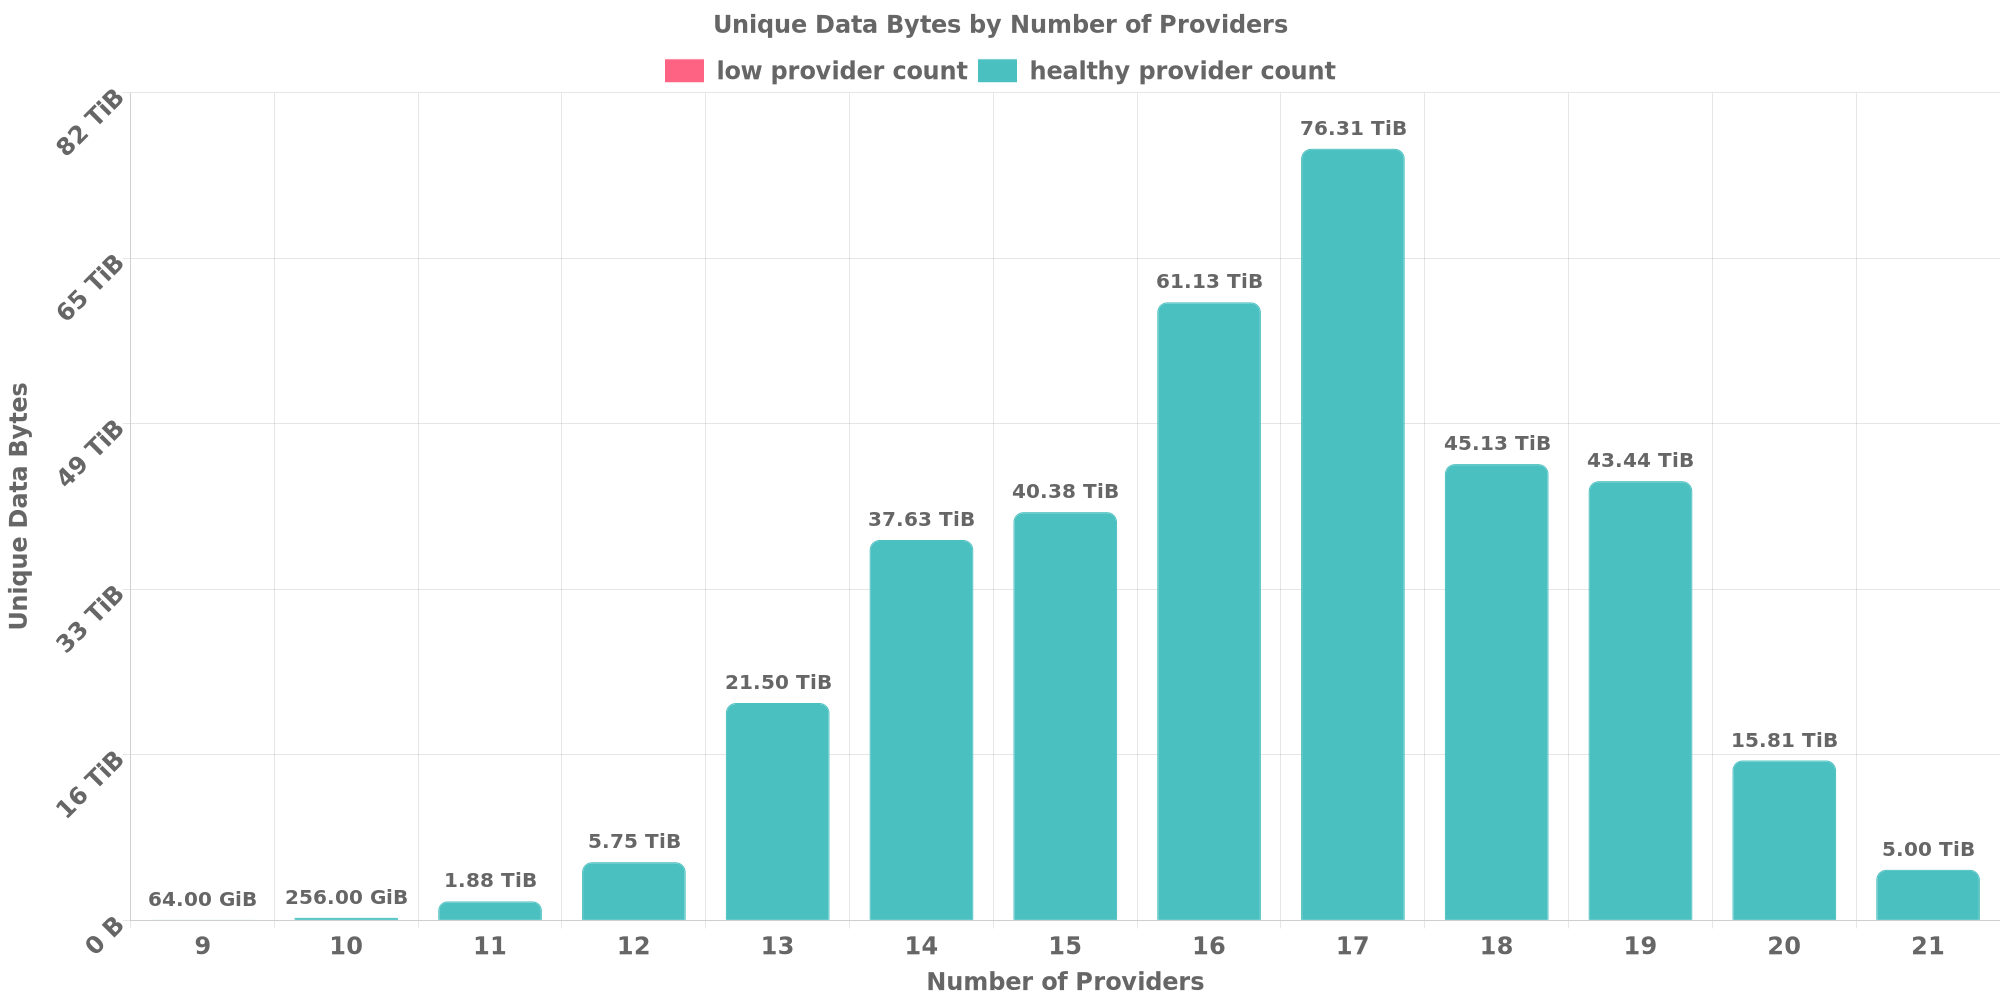 Unique Data Bytes by Number of Providers
low provider count healthy provider count
82 TiB
65 TiB
49 TiB
33 TiB
16 TiB
0 B
Unique Data Bytes
64.00 GiB
256.00 GiB
1.88 TiB
5.75 TiB
21.50 TiB
37.63 TiB
40.38 TiB
61.13 TiB
76.31 TiB
45.13 TiB
43.44 TiB
15.81 TiB
5.00 TiB
9 10 11 12 13 14 15 16 17 18 19 20 21
Number of Providers